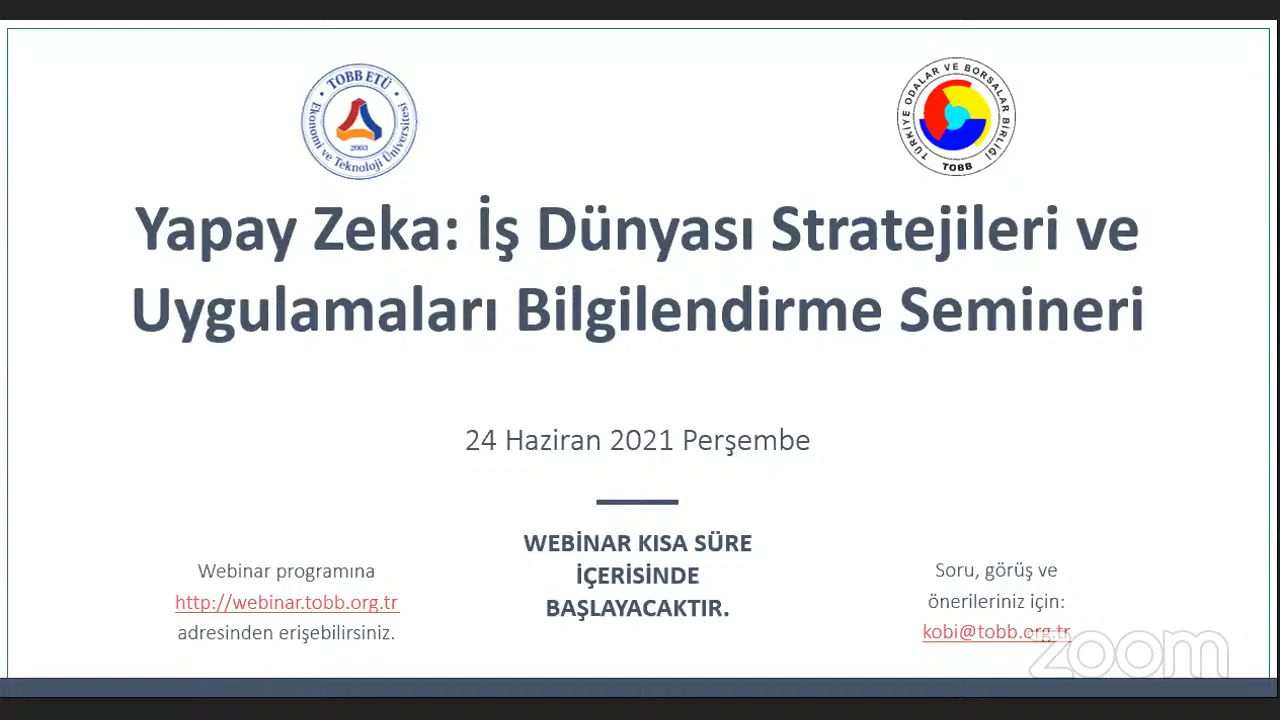 TOBB ETÜ
Ekonomi ve Teknoloji Üniversitesi
2003
TÜRKİYE ODALAR VE BORSALAR BİRLİĞİ
TOBB
Yapay Zeka: İş Dünyası Stratejileri ve
Uygulamaları Bilgilendirme Semineri
24 Haziran 2021 Perşembe
WEBİNAR KISA SÜRE
İÇERİSİNDE
BAŞLAYACAKTIR.
Webinar programına
http://webinar.tobb.org.tr
adresinden erişebilirsiniz.
Soru, görüş ve
önerileriniz için:
kobi@tobb.org.tr
zoom